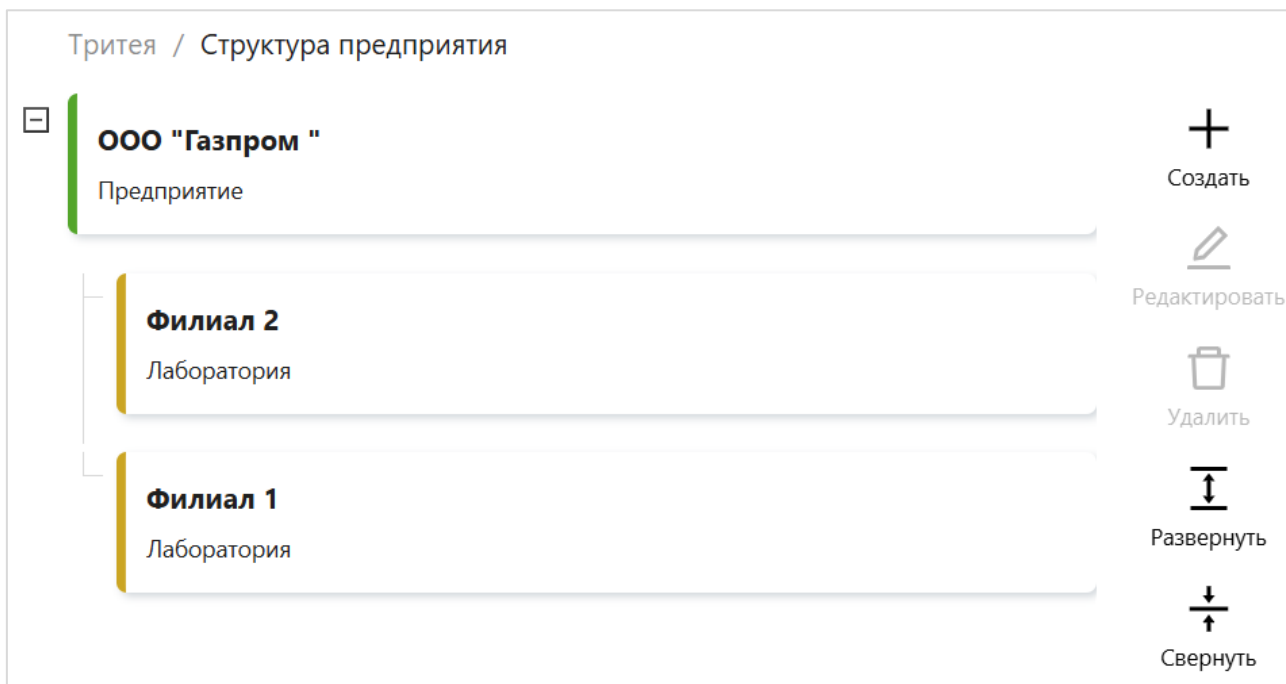 Тритея / Структура предприятия
ООО "Газпром "
Предприятие
Филиал 2
Лаборатория
Филиал 1
Лаборатория
Создать
Редактировать
Удалить
Развернуть
Свернуть